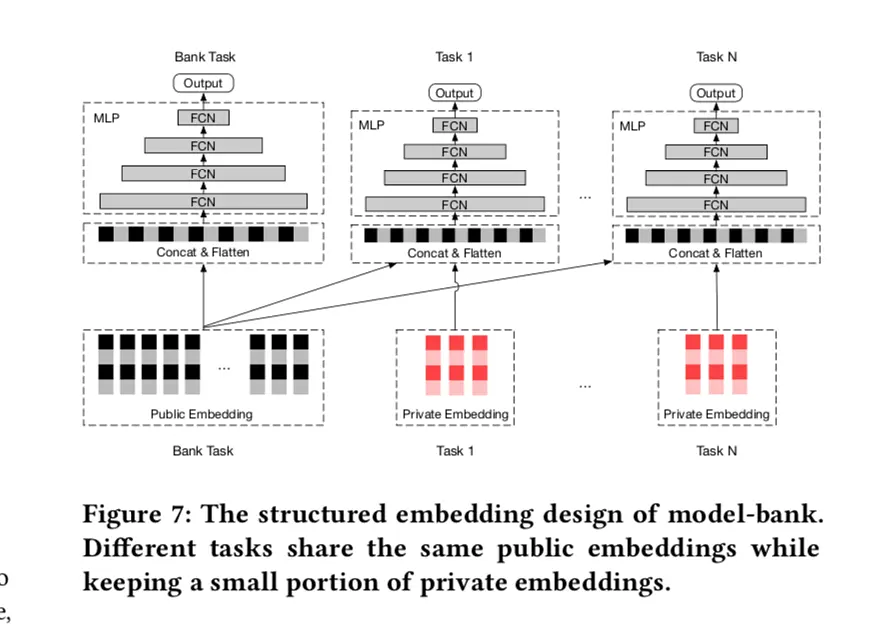 Bank Task
Task 1
Task N
Output
Output
Output
MLP
FCN
FCN
FCN
FCN
MLP
FCN
FCN
FCN
FCN
...
MLP
FCN
FCN
FCN
FCN
Concat & Flatten
Concat & Flatten
Concat & Flatten
...
Public Embedding
Private Embedding
...
Private Embedding
Bank Task
Task 1
Task N
Figure 7: The structured embedding design of model-bank.
Different tasks share the same public embeddings while
keeping a small portion of private embeddings.
o
e,